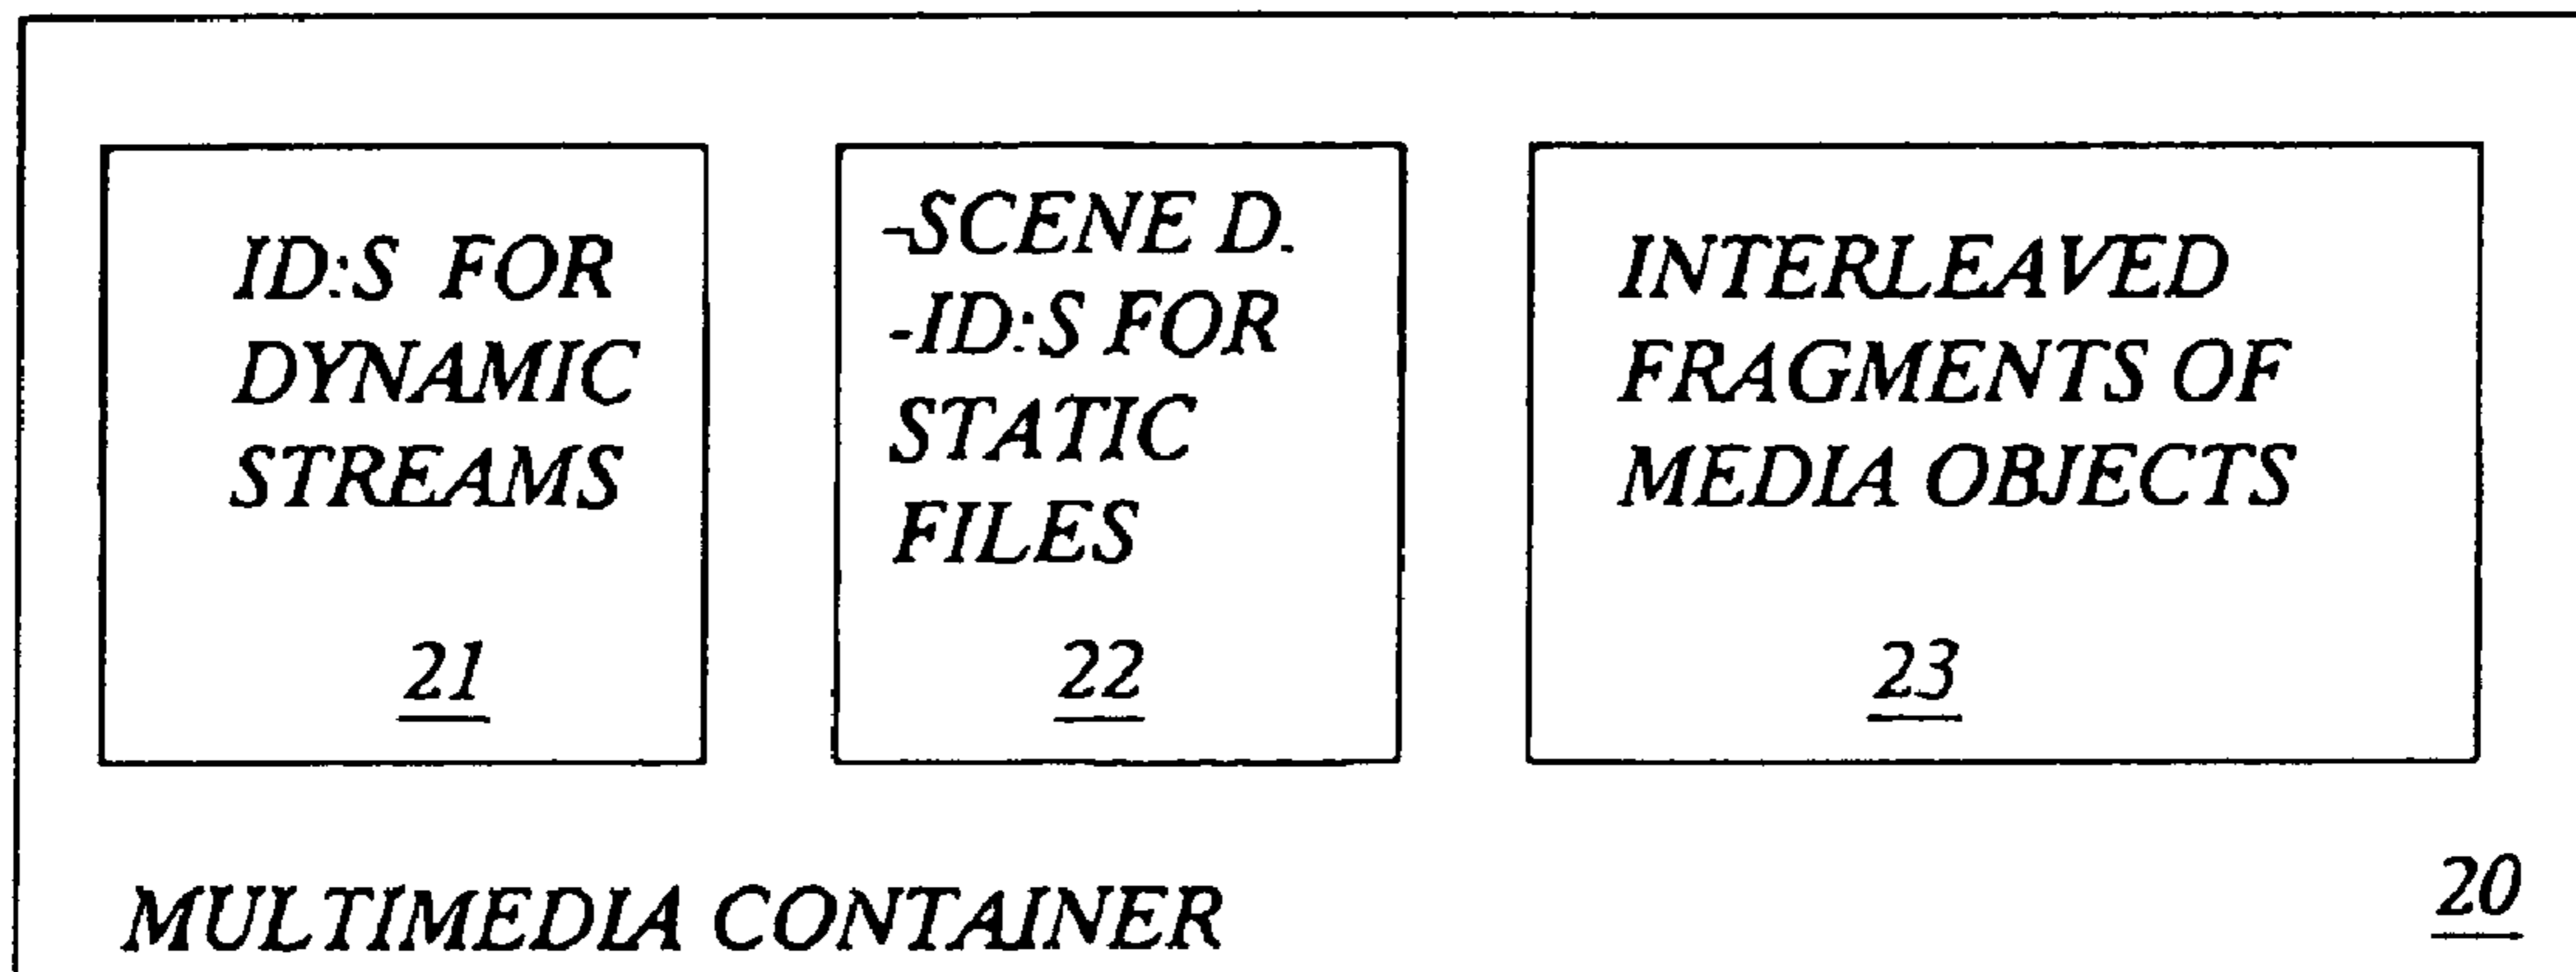 ID:S FOR
DYNAMIC
STREAMS
21
-SCENE D.
-ID:S FOR
STATIC
FILES
22
INTERLEAVED
FRAGMENTS OF
MEDIA OBJECTS
23
MULTIMEDIA CONTAINER
20